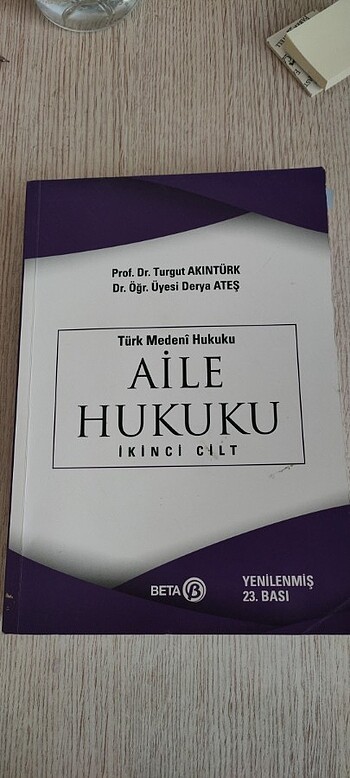 Prof. Dr. Turgut AKINTÜRK
Dr. Öğr. Üyesi Derya ATEŞ
Türk Medenî Hukuku
AİLE
HUKUKU
İKİNCİ CİLT
BETA
YENİLENMİŞ
23. BASI